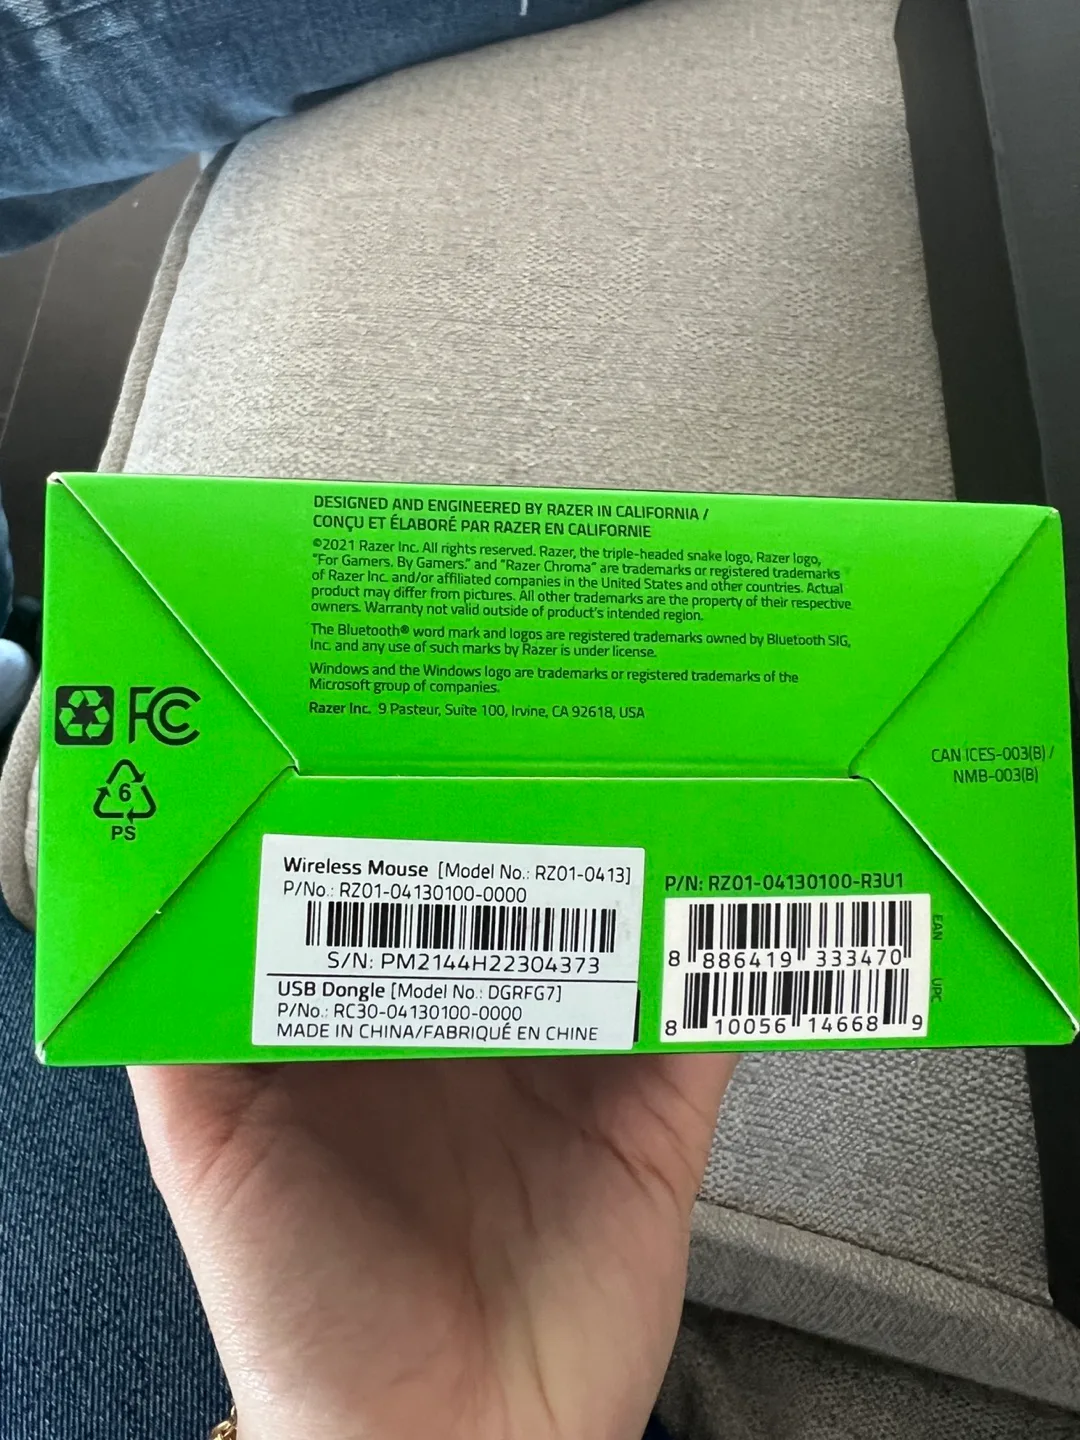 DESIGNED AND ENGINEERED BY RAZER IN CALIFORNIA /
CONÇU ET ÉLABORÉ PAR RAZER EN CALIFORNIE
©2021 Razer Inc. All rights reserved. Razer, the triple-headed snake logo, Razer logo,
"For Gamers. By Gamers." and "Razer Chroma" are trademarks or registered trademarks
of Razer Inc. and/or affiliated companies in the United States and other countries. Actual
product may differ from pictures. All other trademarks are the property of their respective
owners. Warranty not valid outside of product's intended region.
The Bluetooth® word mark and logos are registered trademarks owned by Bluetooth SIG,
Inc. and any use of such marks by Razer is under license.
Windows and the Windows logo are trademarks or registered trademarks of the
Microsoft group of companies.
Razer Inc. 9 Pasteur, Suite 100, Irvine, CA 92618, USA
FC
6
PS
CAN ICES-003(B) /
NMB-003(B)
Wireless Mouse [Model No.: RZ01-0413]
P/No.: RZ01-04130100-0000
S/N: PM2144H22304373
USB Dongle [Model No.: DGRFG7]
P/No.: RC30-04130100-0000
MADE IN CHINA/FABRIQUÉ EN CHINE
P/N: RZ01-04130100-R3U1
8 886419 333470
EAN
8 10056 14668 9
UPC